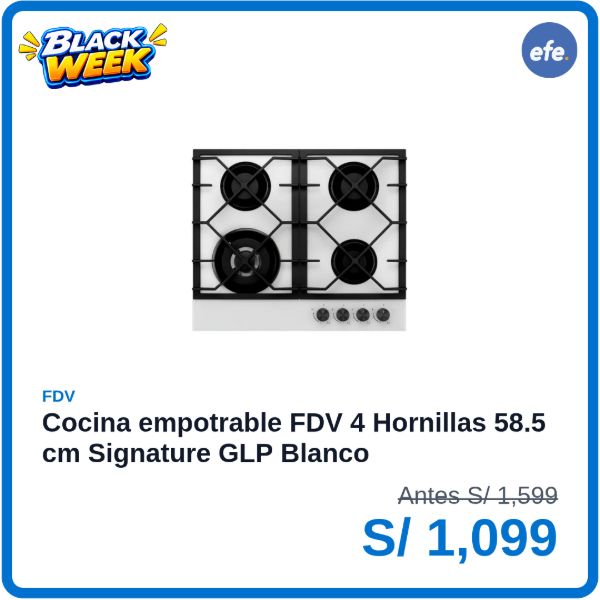 BLACK
WEEK
efe.
FDV
Cocina empotrable FDV 4 Hornillas 58.5
cm Signature GLP Blanco
Antes S/ 1,599
S/ 1,099